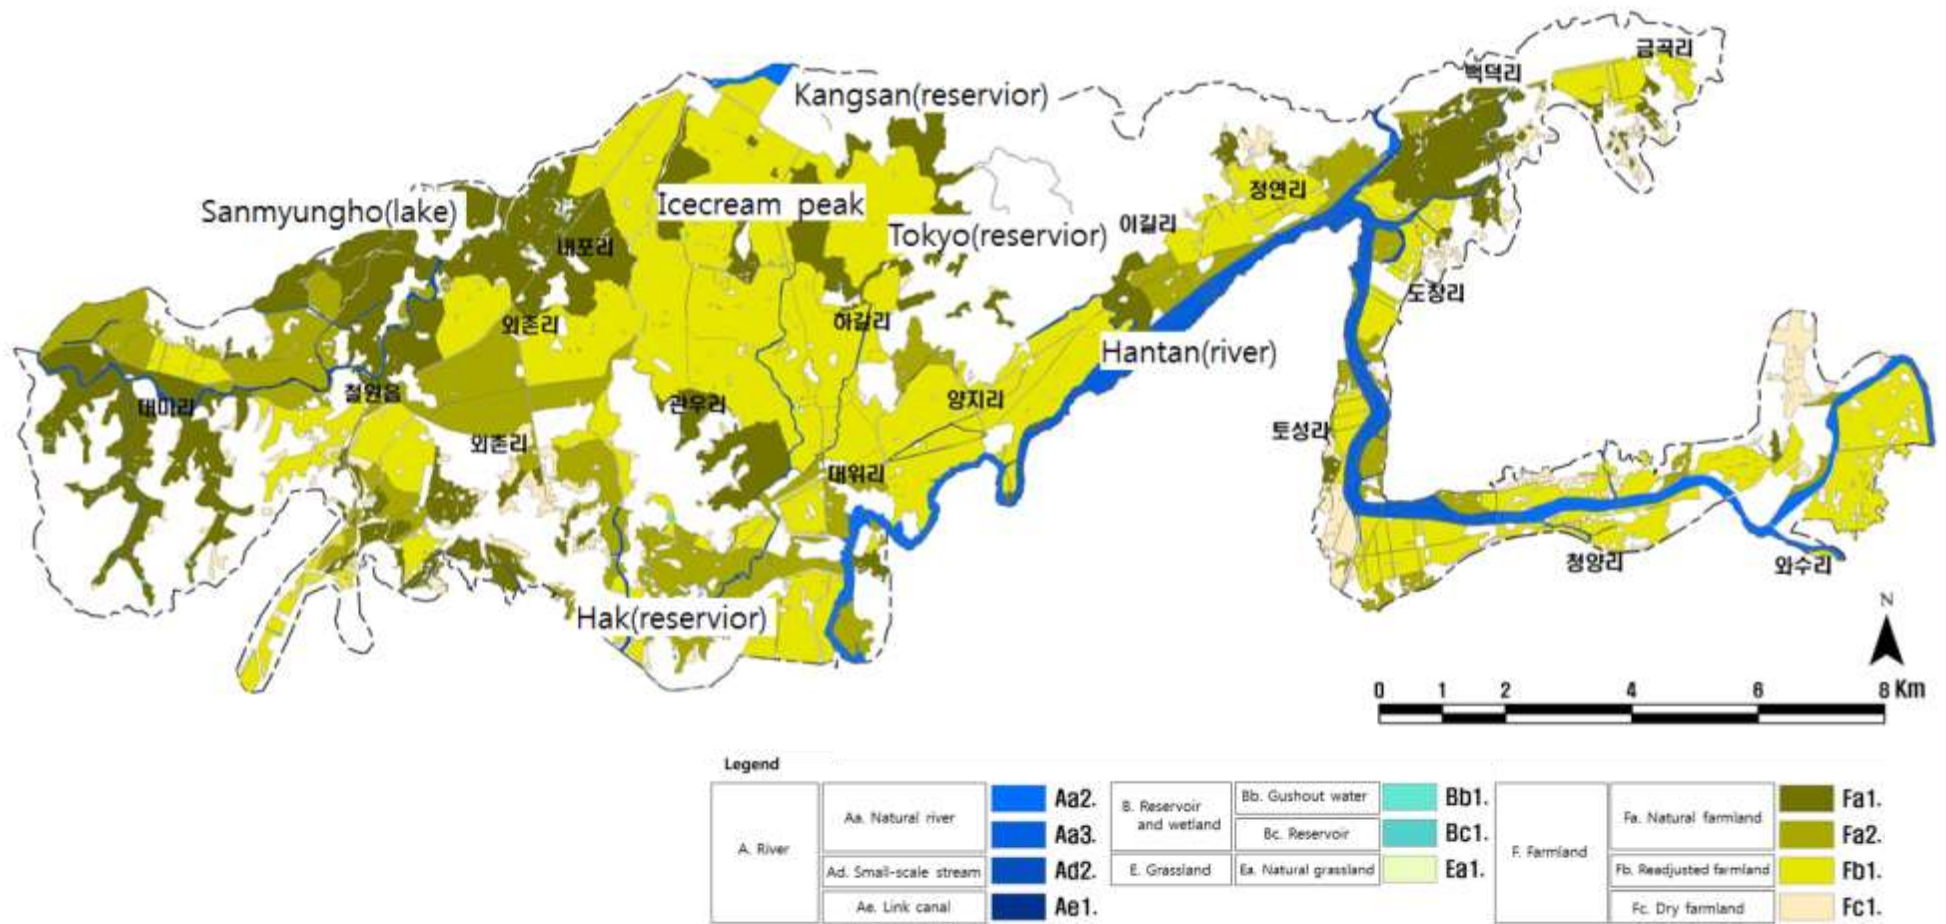 금곡리
백덕리
Kangsan(reservior)
정연리
Sanmyungho(lake)
Icecream peak
이길리
Tokyo(reservior)
내포리
도창리
외촌리
하갈리
Hantan(river)
대마리
철원읍
관우리
양지리
토성리
외촌리
대위리
청양리
와수리
Hak(reservior)
N
0 1 2 4 6 8 Km
Legend
A. River
Aa. Natural river
Aa2.
Aa3.
Ad. Small-scale stream
Ad2.
Ae. Link canal
Ae1.
B. Reservoir
and wetland
Bb. Gushout water
Bb1.
Bc. Reservoir
Bc1.
E. Grassland
Ea. Natural grassland
Ea1.
F. Farmland
Fa. Natural farmland
Fa1.
Fa2.
Fb. Readjusted farmland
Fb1.
Fc. Dry farmland
Fc1.